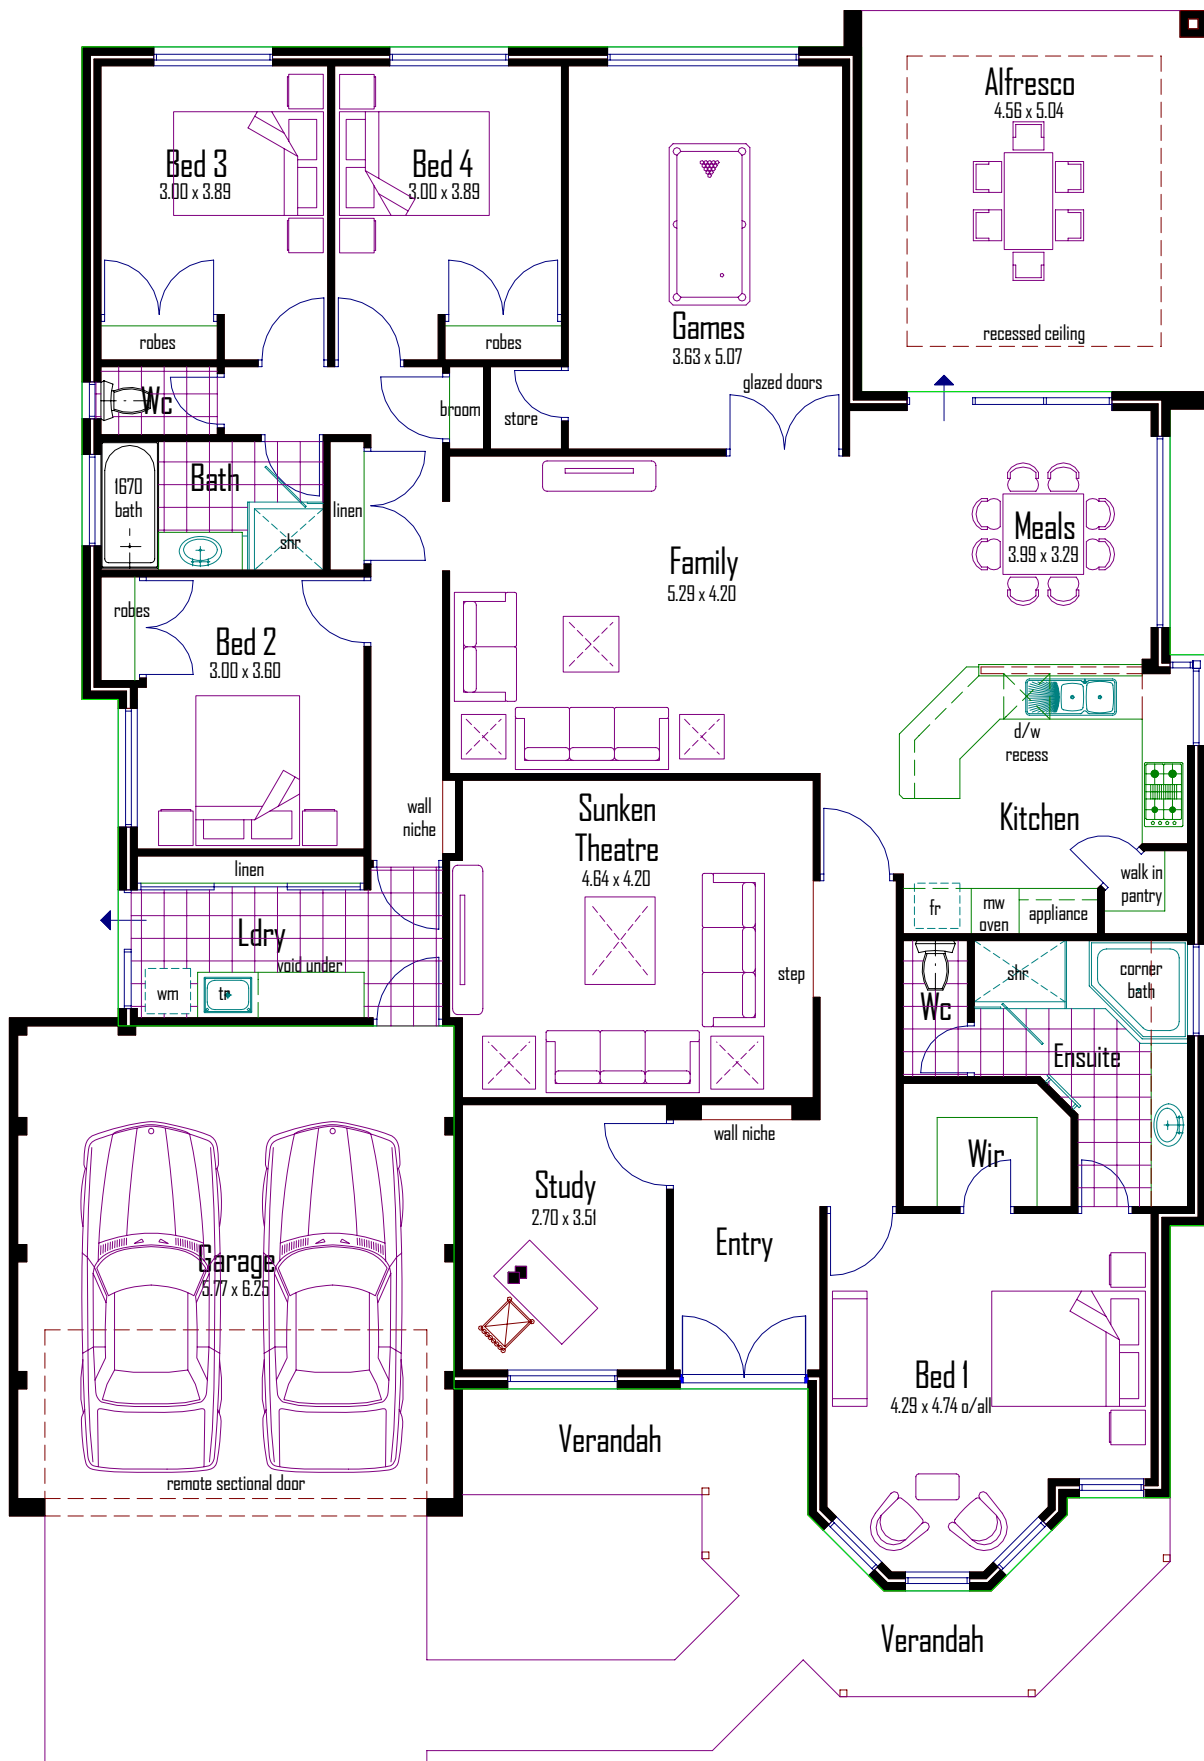 Alfresco
4.56 x 5.04
recessed ceiling
Bed 3
3.00 x 3.89
Bed 4
3.00 x 3.89
robes
robes
Games
3.63 x 5.07
glazed doors
Wc
broom
store
Bath
1670
bath
shr
linen
Family
5.29 x 4.20
Meals
3.99 x 3.29
robes
Bed 2
3.00 x 3.60
d/w
recess
Kitchen
wall
niche
Sunken
Theatre
4.64 x 4.20
step
linen
walk in
pantry
fr
mw
oven
appliance
Ldry
void under
wm
tr
Wc
shr
corner
bath
Ensuite
wall niche
Wir
Study
2.70 x 3.51
Entry
Garage
5.77 x 6.25
Bed 1
4.29 x 4.74 o/all
Verandah
remote sectional door
Verandah